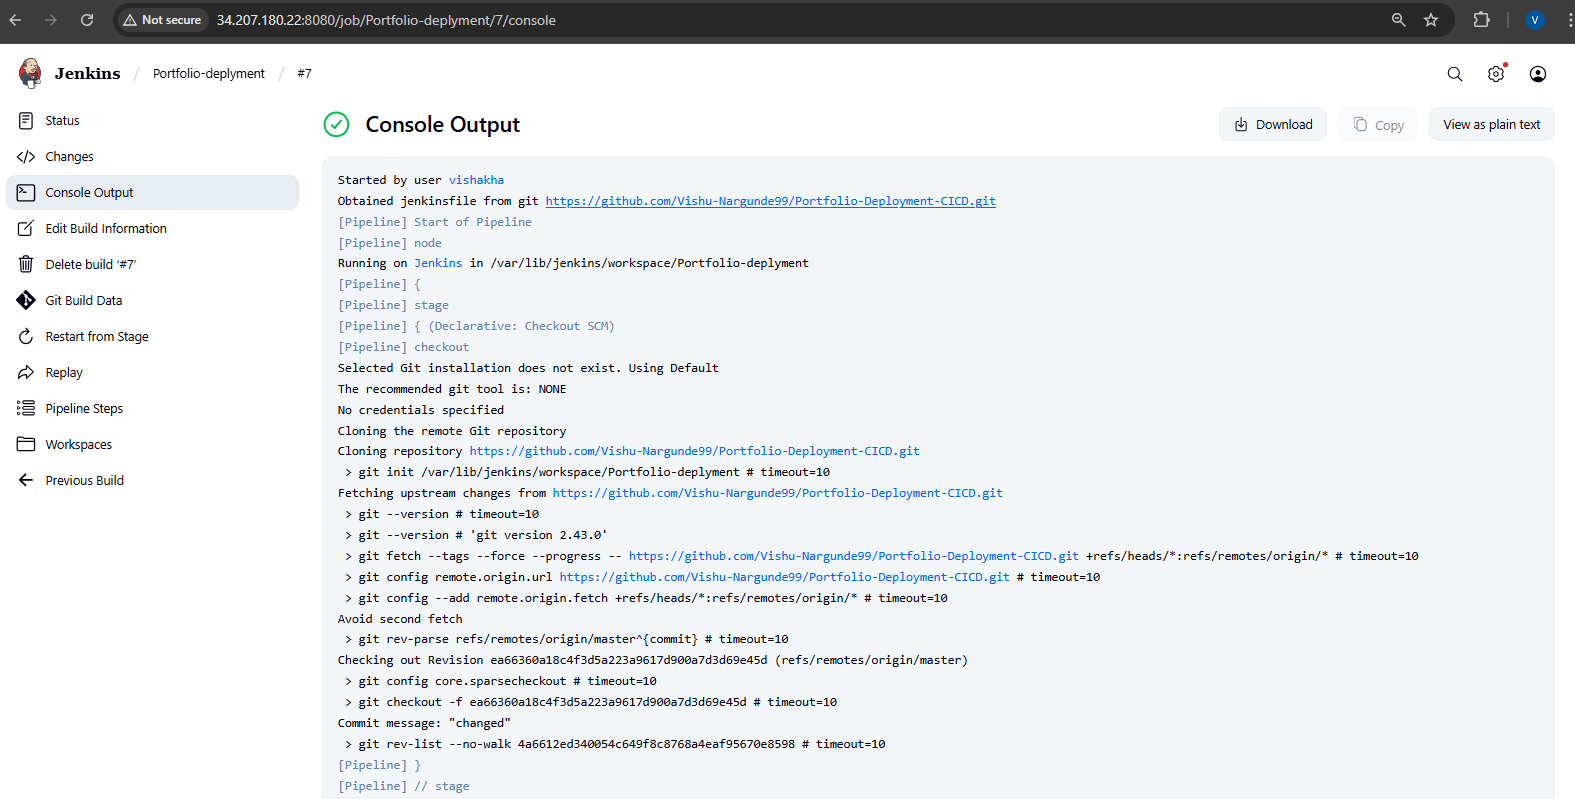 Not secure 34.207.180.22:8080/job/Portfolio-deplyment/7/console
V
Jenkins / Portfolio-deplyment / #7
Status
Changes
Console Output
Edit Build Information
Delete build ‘#7’
Git Build Data
Restart from Stage
Replay
Pipeline Steps
Workspaces
Previous Build
Console Output
Download
Copy
View as plain text
Started by user vishakha
Obtained jenkinsfile from git https://github.com/Vishu-Nargunde99/Portfolio-Deployment-CICD.git
[Pipeline] Start of Pipeline
[Pipeline] node
Running on Jenkins in /var/lib/jenkins/workspace/Portfolio-deplyment
[Pipeline] {
[Pipeline] stage
[Pipeline] { (Declarative: Checkout SCM)
[Pipeline] checkout
Selected Git installation does not exist. Using Default
The recommended git tool is: NONE
No credentials specified
Cloning the remote Git repository
Cloning repository https://github.com/Vishu-Nargunde99/Portfolio-Deployment-CICD.git
> git init /var/lib/jenkins/workspace/Portfolio-deplyment # timeout=10
Fetching upstream changes from https://github.com/Vishu-Nargunde99/Portfolio-Deployment-CICD.git
> git --version # timeout=10
> git --version # 'git version 2.43.0'
> git fetch --tags --force --progress -- https://github.com/Vishu-Nargunde99/Portfolio-Deployment-CICD.git +refs/heads/*:refs/remotes/origin/* # timeout=10
> git config remote.origin.url https://github.com/Vishu-Nargunde99/Portfolio-Deployment-CICD.git # timeout=10
> git config --add remote.origin.fetch +refs/heads/*:refs/remotes/origin/* # timeout=10
Avoid second fetch
> git rev-parse refs/remotes/origin/master^{commit} # timeout=10
Checking out Revision ea66360a18c4f3d5a223a9617d900a7d3d69e45d (refs/remotes/origin/master)
> git config core.sparsecheckout # timeout=10
> git checkout -f ea66360a18c4f3d5a223a9617d900a7d3d69e45d # timeout=10
Commit message: "changed"
> git rev-list --no-walk 4a6612ed340054c649f8c8768a4eaf95670e8598 # timeout=10
[Pipeline] }
[Pipeline] // stage